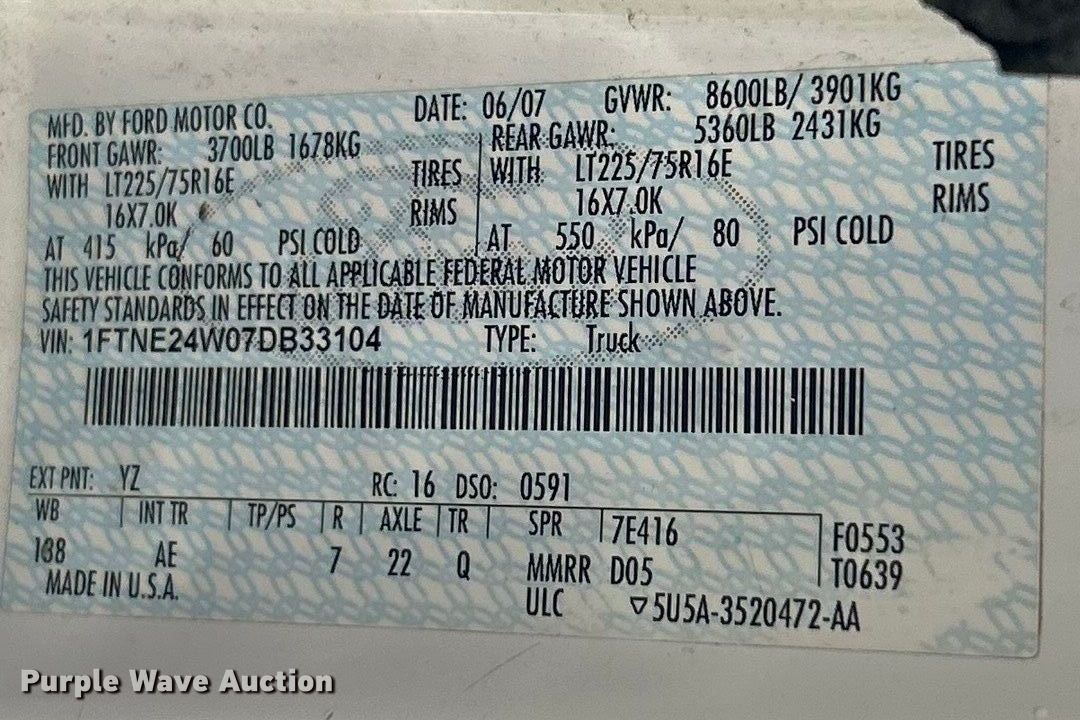 MFD. BY FORD MOTOR CO. DATE: 06/07 GVWR: 8600LB/ 3901KG
FRONT GAWR: 3700LB 1678KG REAR GAWR: 5360LB 2431KG
WITH LT225/75R16E TIRES WITH LT225/75R16E TIRES
16X7.0K RIMS 16X7.0K RIMS
AT 415 kPa/ 60 PSI COLD AT 550 kPa/ 80 PSI COLD
THIS VEHICLE CONFORMS TO ALL APPLICABLE FEDERAL MOTOR VEHICLE
SAFETY STANDARDS IN EFFECT ON THE DATE OF MANUFACTURE SHOWN ABOVE.
VIN: 1FTNE24W07DB33104 TYPE: Truck
EXT PNT: YZ RC: 16 DSO: 0591
WB INT TR TP/PS R AXLE TR SPR 7E416 F0553
138 AE 7 22 Q MMRR D05 T0639
MADE IN U.S.A. ULC ▽5U5A-3520472-AA
Purple Wave Auction